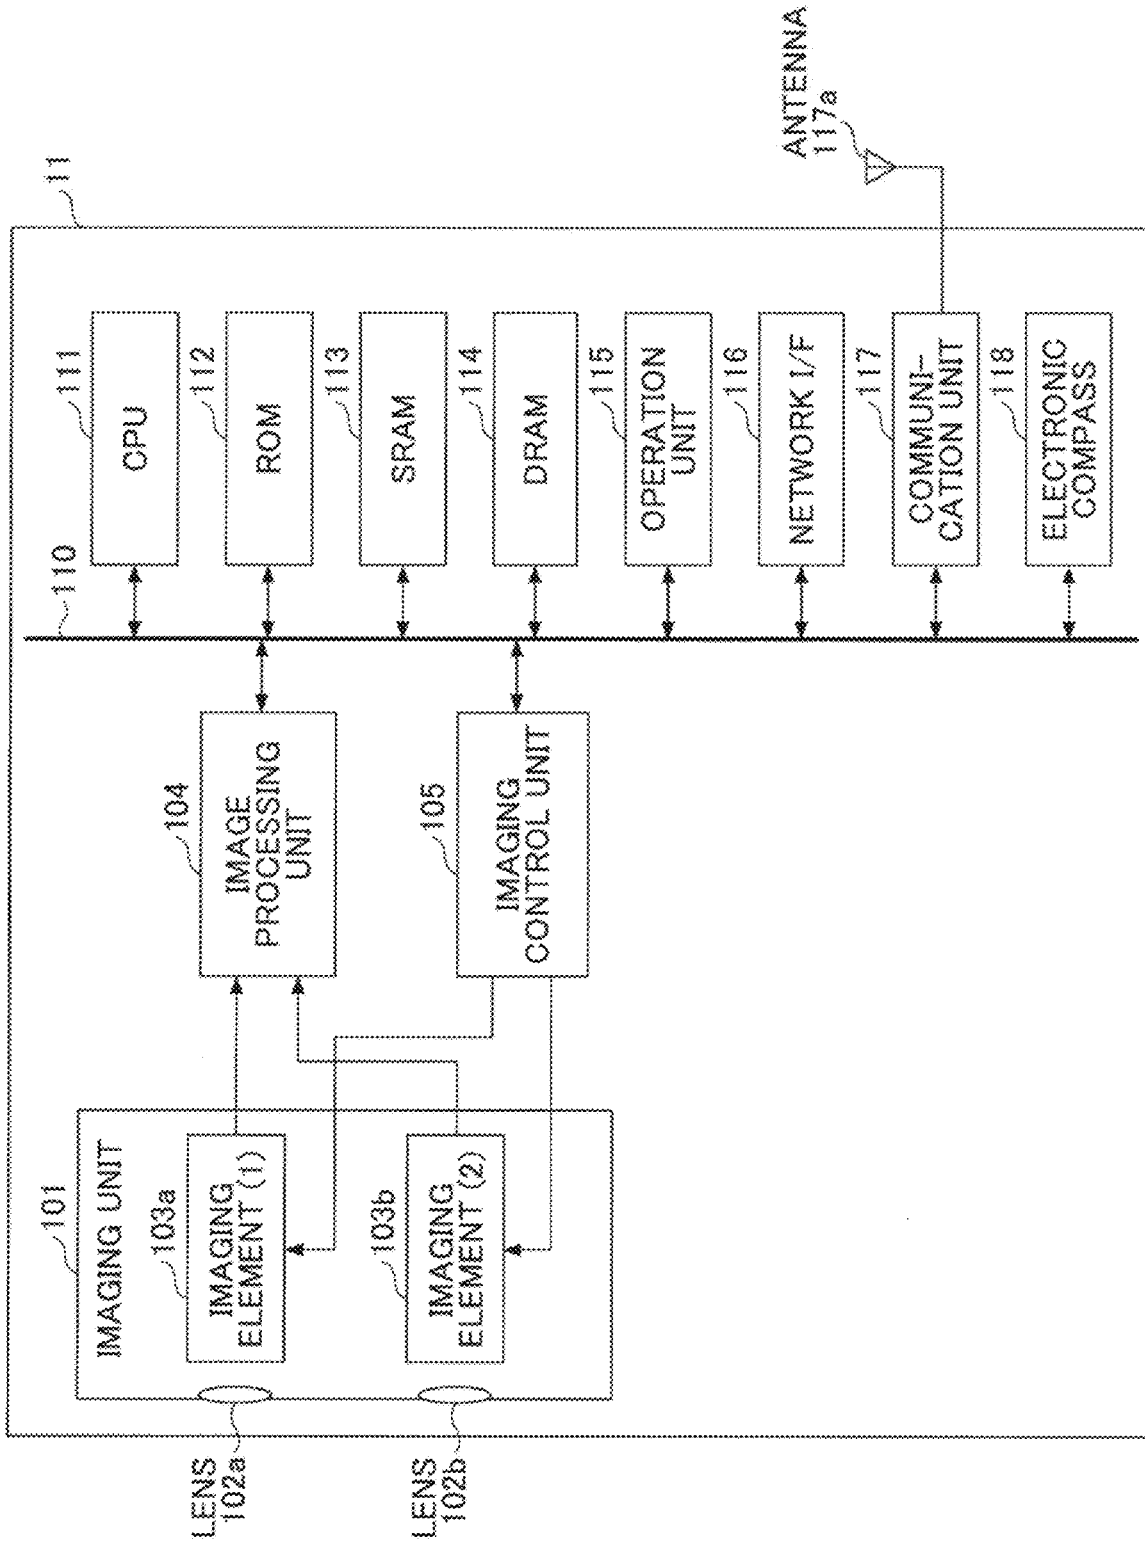 11
101
IMAGING UNIT
LENS
102a
103a
IMAGING
ELEMENT (1)
LENS
102b
103b
IMAGING
ELEMENT (2)
104
IMAGE
PROCESSING
UNIT
105
IMAGING
CONTROL UNIT
110
111
CPU
112
ROM
113
SRAM
114
DRAM
115
OPERATION
UNIT
116
NETWORK I/F
117
COMMUNI-
CATION UNIT
118
ELECTRONIC
COMPASS
ANTENNA
117a